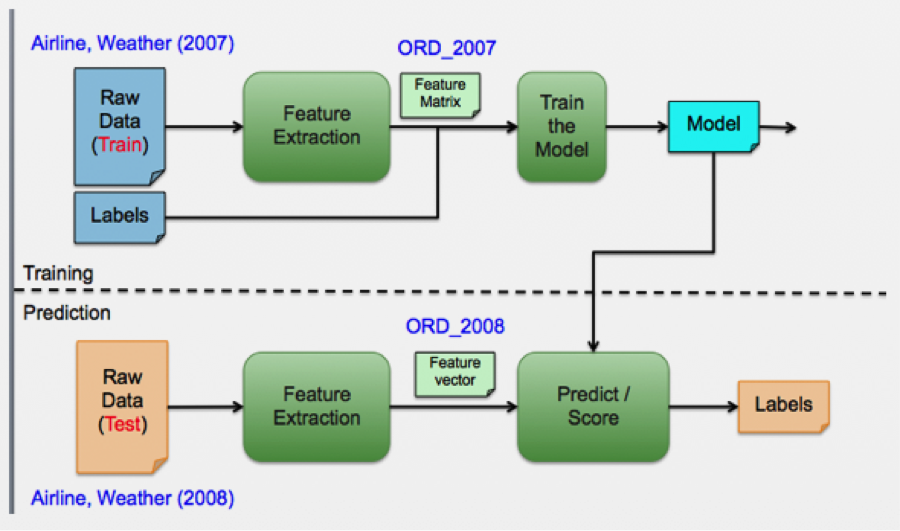 Airline, Weather (2007)
ORD_2007
Raw
Data
(Train)
Feature
Extraction
Feature
Matrix
Train
the
Model
Model
Labels
Training
Prediction
ORD_2008
Raw
Data
(Test)
Feature
Extraction
Feature
vector
Predict /
Score
Labels
Airline, Weather (2008)